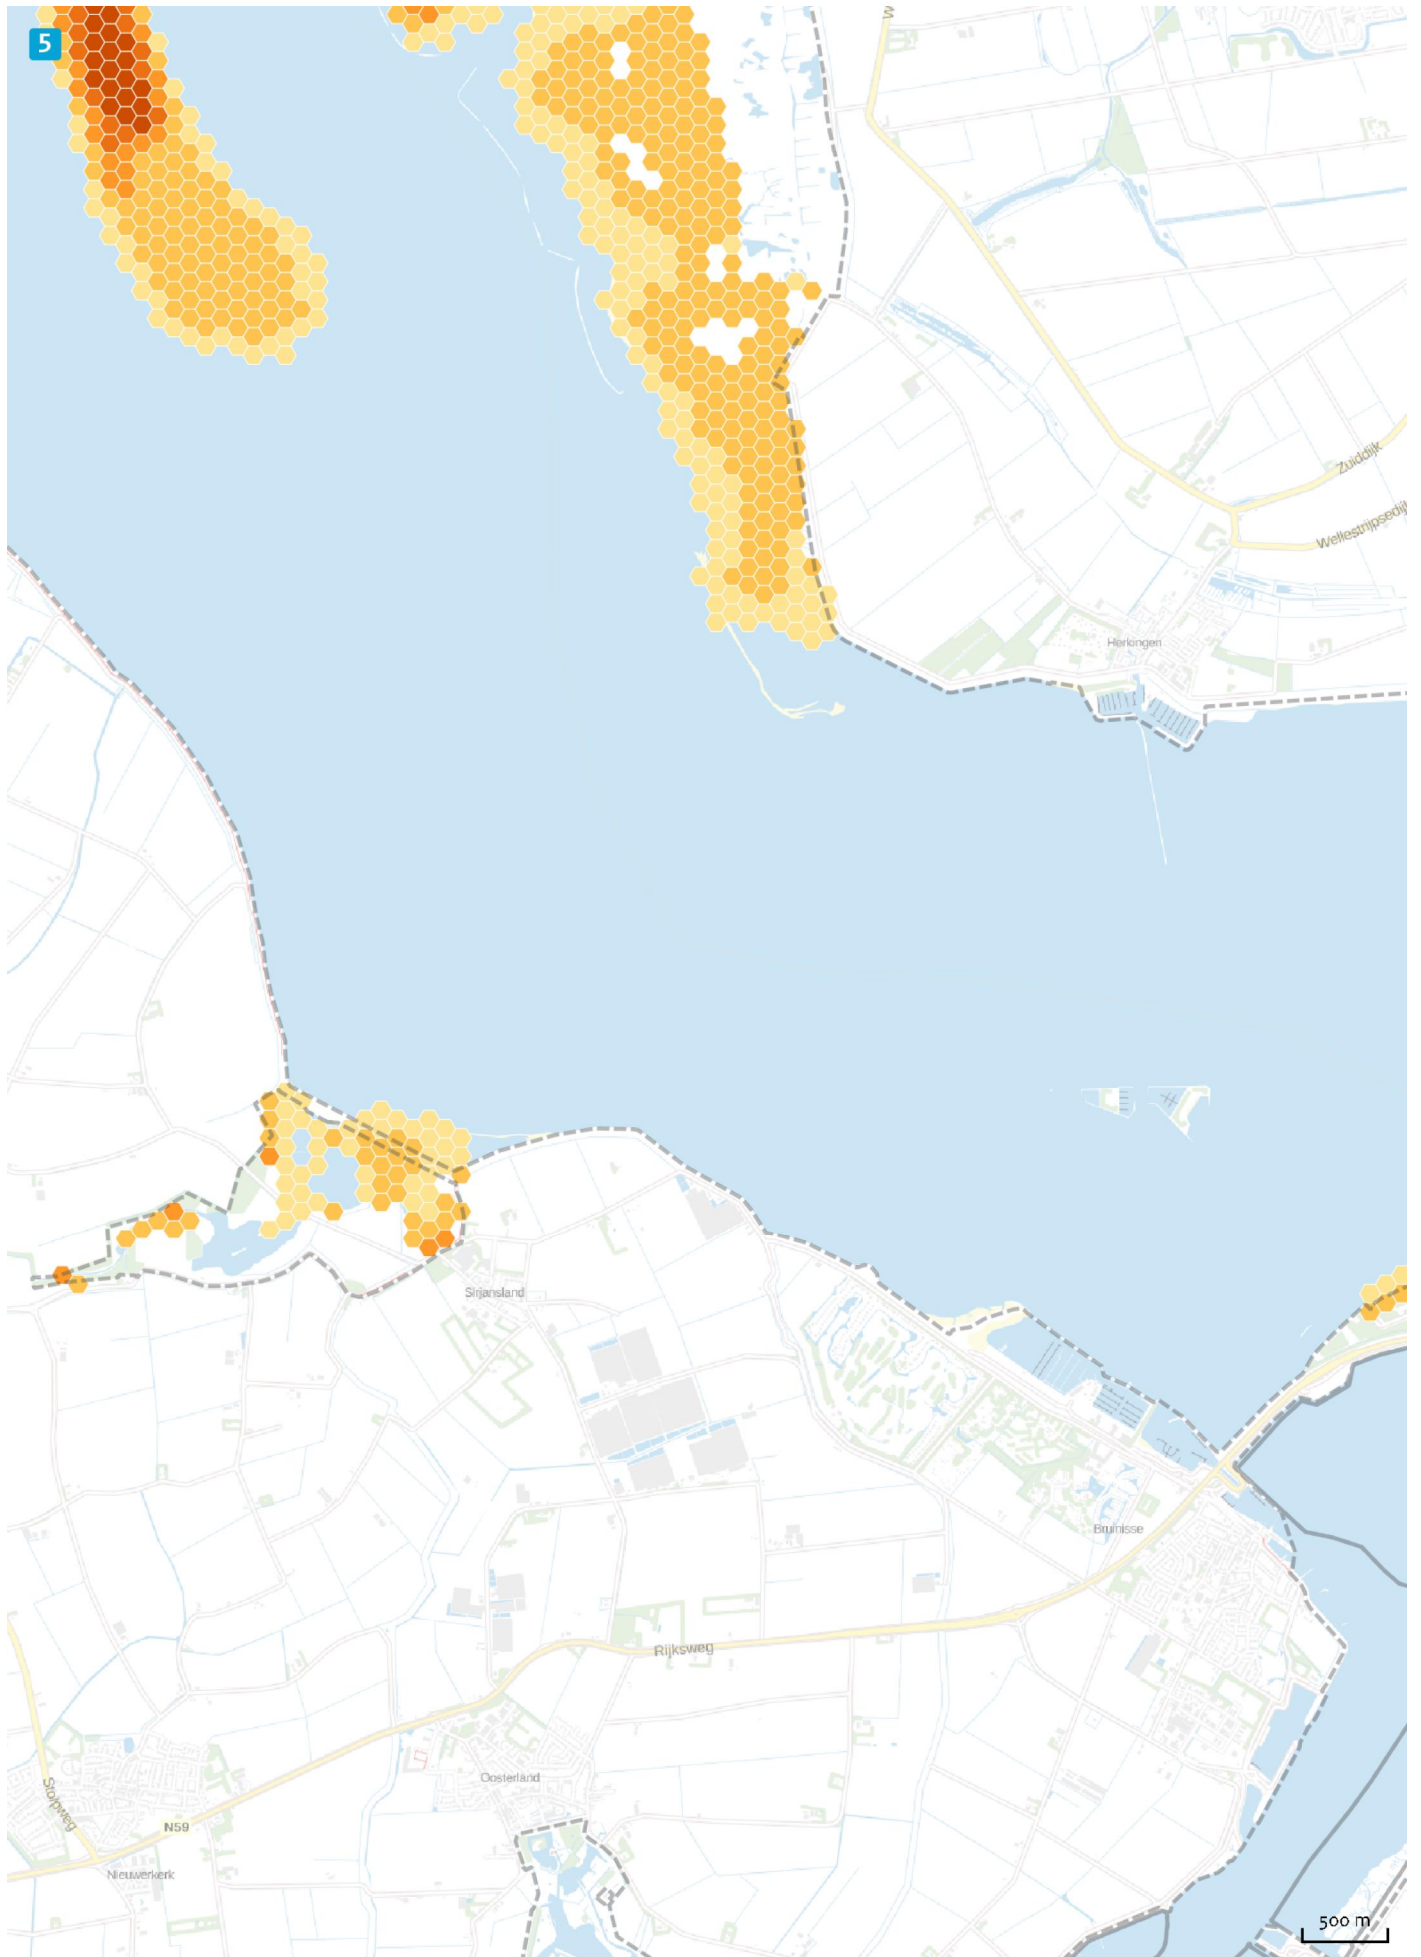 5
W
Zuiddijk
Wellestrijpsedijk
Herkingen
Sirjansland
Bruinisse
Rijksweg
Oosterland
Stolpweg
N59
Nieuwerkerk
500 m